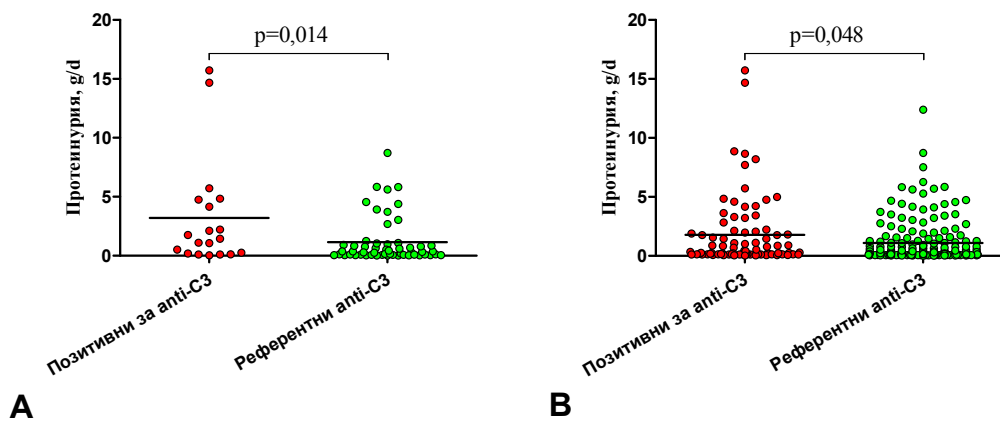 20
15
10
5
0
Протеинурия, g/d
p=0,014
Позитивни за anti-C3
Референтни anti-C3
A
20
15
10
5
0
Протеинурия, g/d
p=0,048
Позитивни за anti-C3
Референтни anti-C3
B